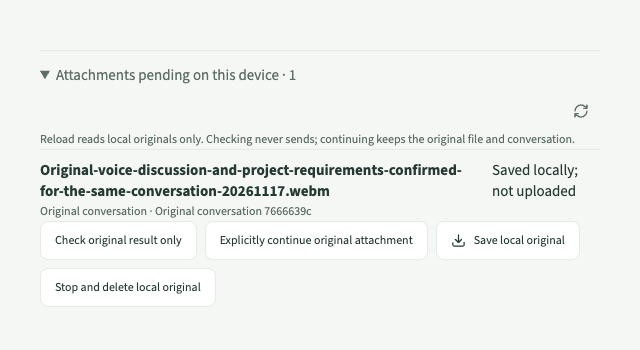 Attachments pending on this device · 1
Reload reads local originals only. Checking never sends; continuing keeps the original file and conversation.
Original-voice-discussion-and-project-requirements-confirmed-
for-the-same-conversation-20261117.webm
Saved locally;
not uploaded
Original conversation · Original conversation 7666639c
Check original result only
Explicitly continue original attachment
Save local original
Stop and delete local original